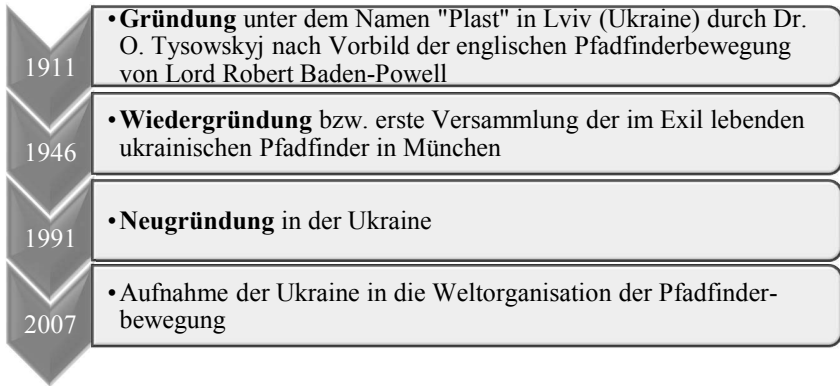 1911
•Gründung unter dem Namen "Plast" in Lviv (Ukraine) durch Dr.
O. Tysowskyj nach Vorbild der englischen Pfadfinderbewegung
von Lord Robert Baden-Powell
1946
•Wiedergründung bzw. erste Versammlung der im Exil lebenden
ukrainischen Pfadfinder in München
1991
•Neugründung in der Ukraine
2007
•Aufnahme der Ukraine in die Weltorganisation der Pfadfinder-
bewegung